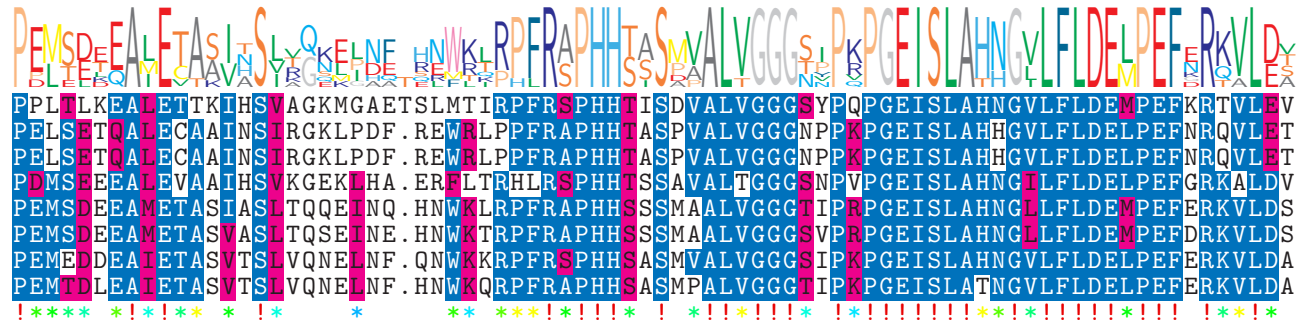 PPLTLKEALETTKIHSVAGKMGAETSLMTIRPFRSPHHTISDVALVGGGSYPQPGEISLAHNGVLFLDEMPEFKRTVLEV
PELSETQALECAAINSIRGKLPDF.REWRLPPFRAPHHTASPVALVGGGNPPKPGEISLAHHGVLFLDELPEFNRQVLET
PELSETQALECAAINSIRGKLPDF.REWRLPPFRAPHHTASPVALVGGGNPPKPGEISLAHHGVLFLDELPEFNRQVLET
PDMSEEEALEVAAIHSVKGEKLHA.ERFLTRHLRSPHHTSSAVALTGGGSNPVPGEISLAHNGILFLDELPEFGRKALDV
PEMSDEEAMETASIASLTQQEINQ.HNWKLRPFRAPHHSSSMAALVGGGTIPRPGEISLAHNGLLFLDEMPEFERKVLDS
PEMSDEEAMETASVASLTQSEINE.HNWKTRPFRAPHHSSSMAALVGGGSVPRPGEISLAHNGLLFLDEMPEFDRKVLDS
PEMEDDEAIETASVTSLVQNELNF.QNWKKRPFRSPHHSASMVALVGGGSIPKPGEISLAHNGVLFLDELPEFERKVLDA
PEMTDLEAIETASVTSLVQNELNF.HNWKQRPFRAPHHSASMPALVGGGTIPKPGEISLATNGVLFLDELPEFERKVLDA